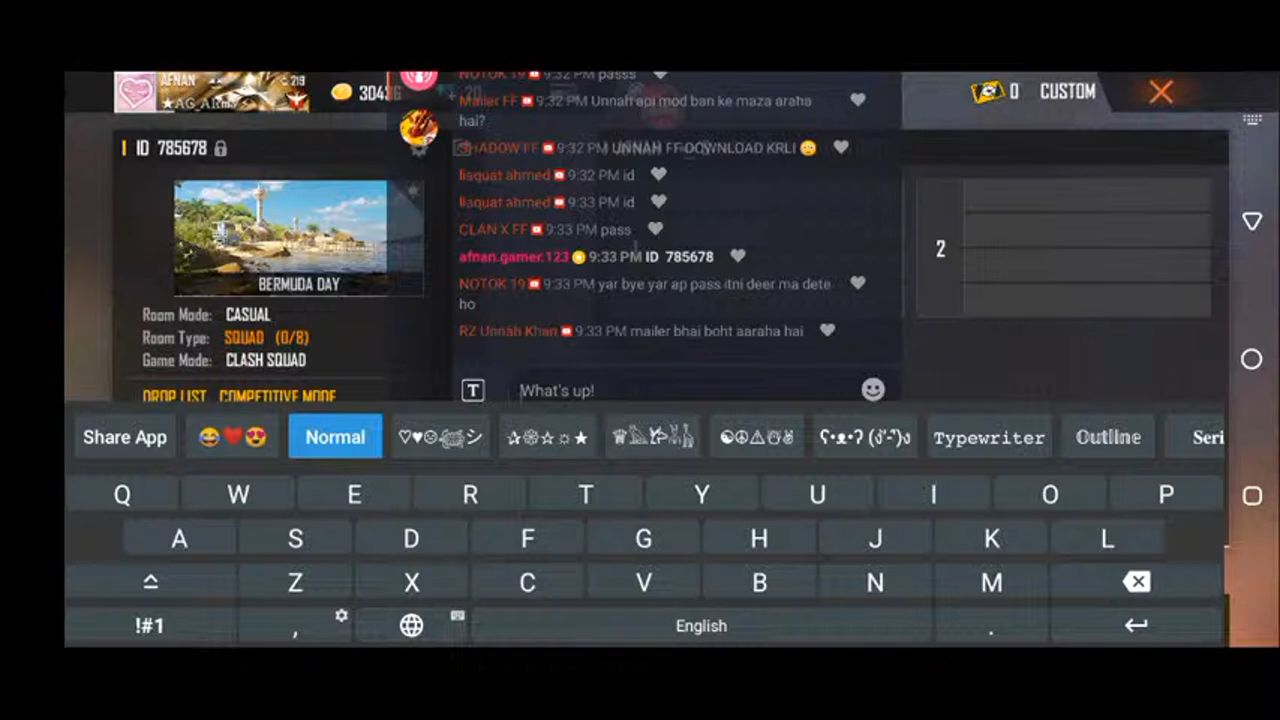 AFNAN
219
★AG_ARmy
3043
0 CUSTOM
ID 785678
BERMUDA DAY
Room Mode: CASUAL
Room Type: SQUAD (0/8)
Game Mode: CLASH SQUAD
DROP LIST COMPETITIVE MODE
NOTOK 19 9:32 PM passs
Mailer FF 9:32 PM Unnah api mod ban ke maza araha
hai?
SHADOW FF 9:32 PM UNNAH FF DOWNLOAD KRLI 😳
liaquat ahmed 9:32 PM id
liaquat ahmed 9:33 PM id
CLAN X FF 9:33 PM pass
afnan.gamer.123 9:33 PM ID 785678
NOTOK 19 9:33 PM yar bye yar ap pass itni deer ma dete
ho
RZ Unnah Khan 9:33 PM mailer bhai boht aaraha hai
2
T What's up!
Share App 😂❤️😍 Normal Typewriter Outline Seri
Q W E R T Y U I O P
A S D F G H J K L
Z X C V B N M
!#1 , English .